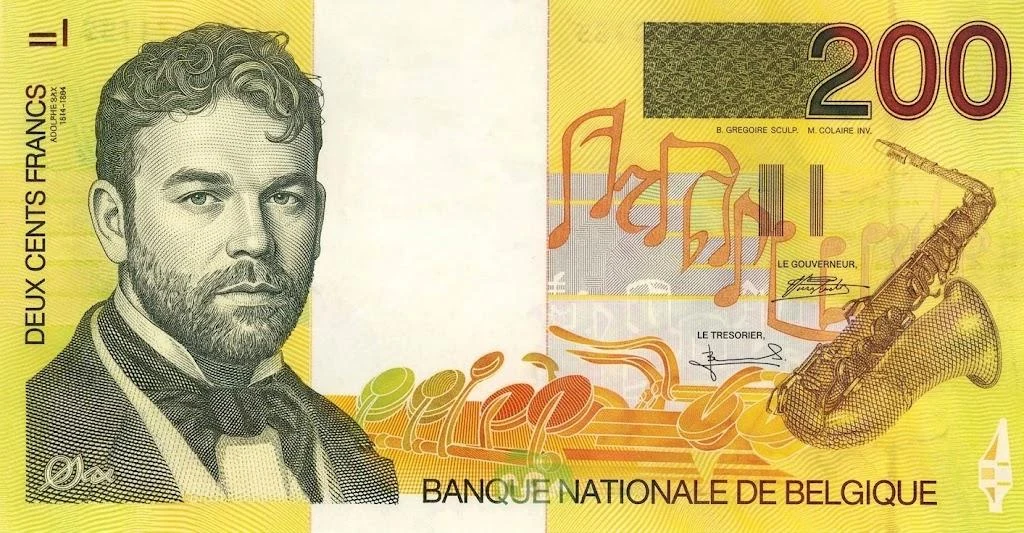 DEUX CENTS FRANCS
ADOLPHE SAX
1814-1894
200
B. GREGOIRE SCULP. M. COLAIRE INV.
LE GOUVERNEUR,
LE TRESORIER,
Sax
BANQUE NATIONALE DE BELGIQUE